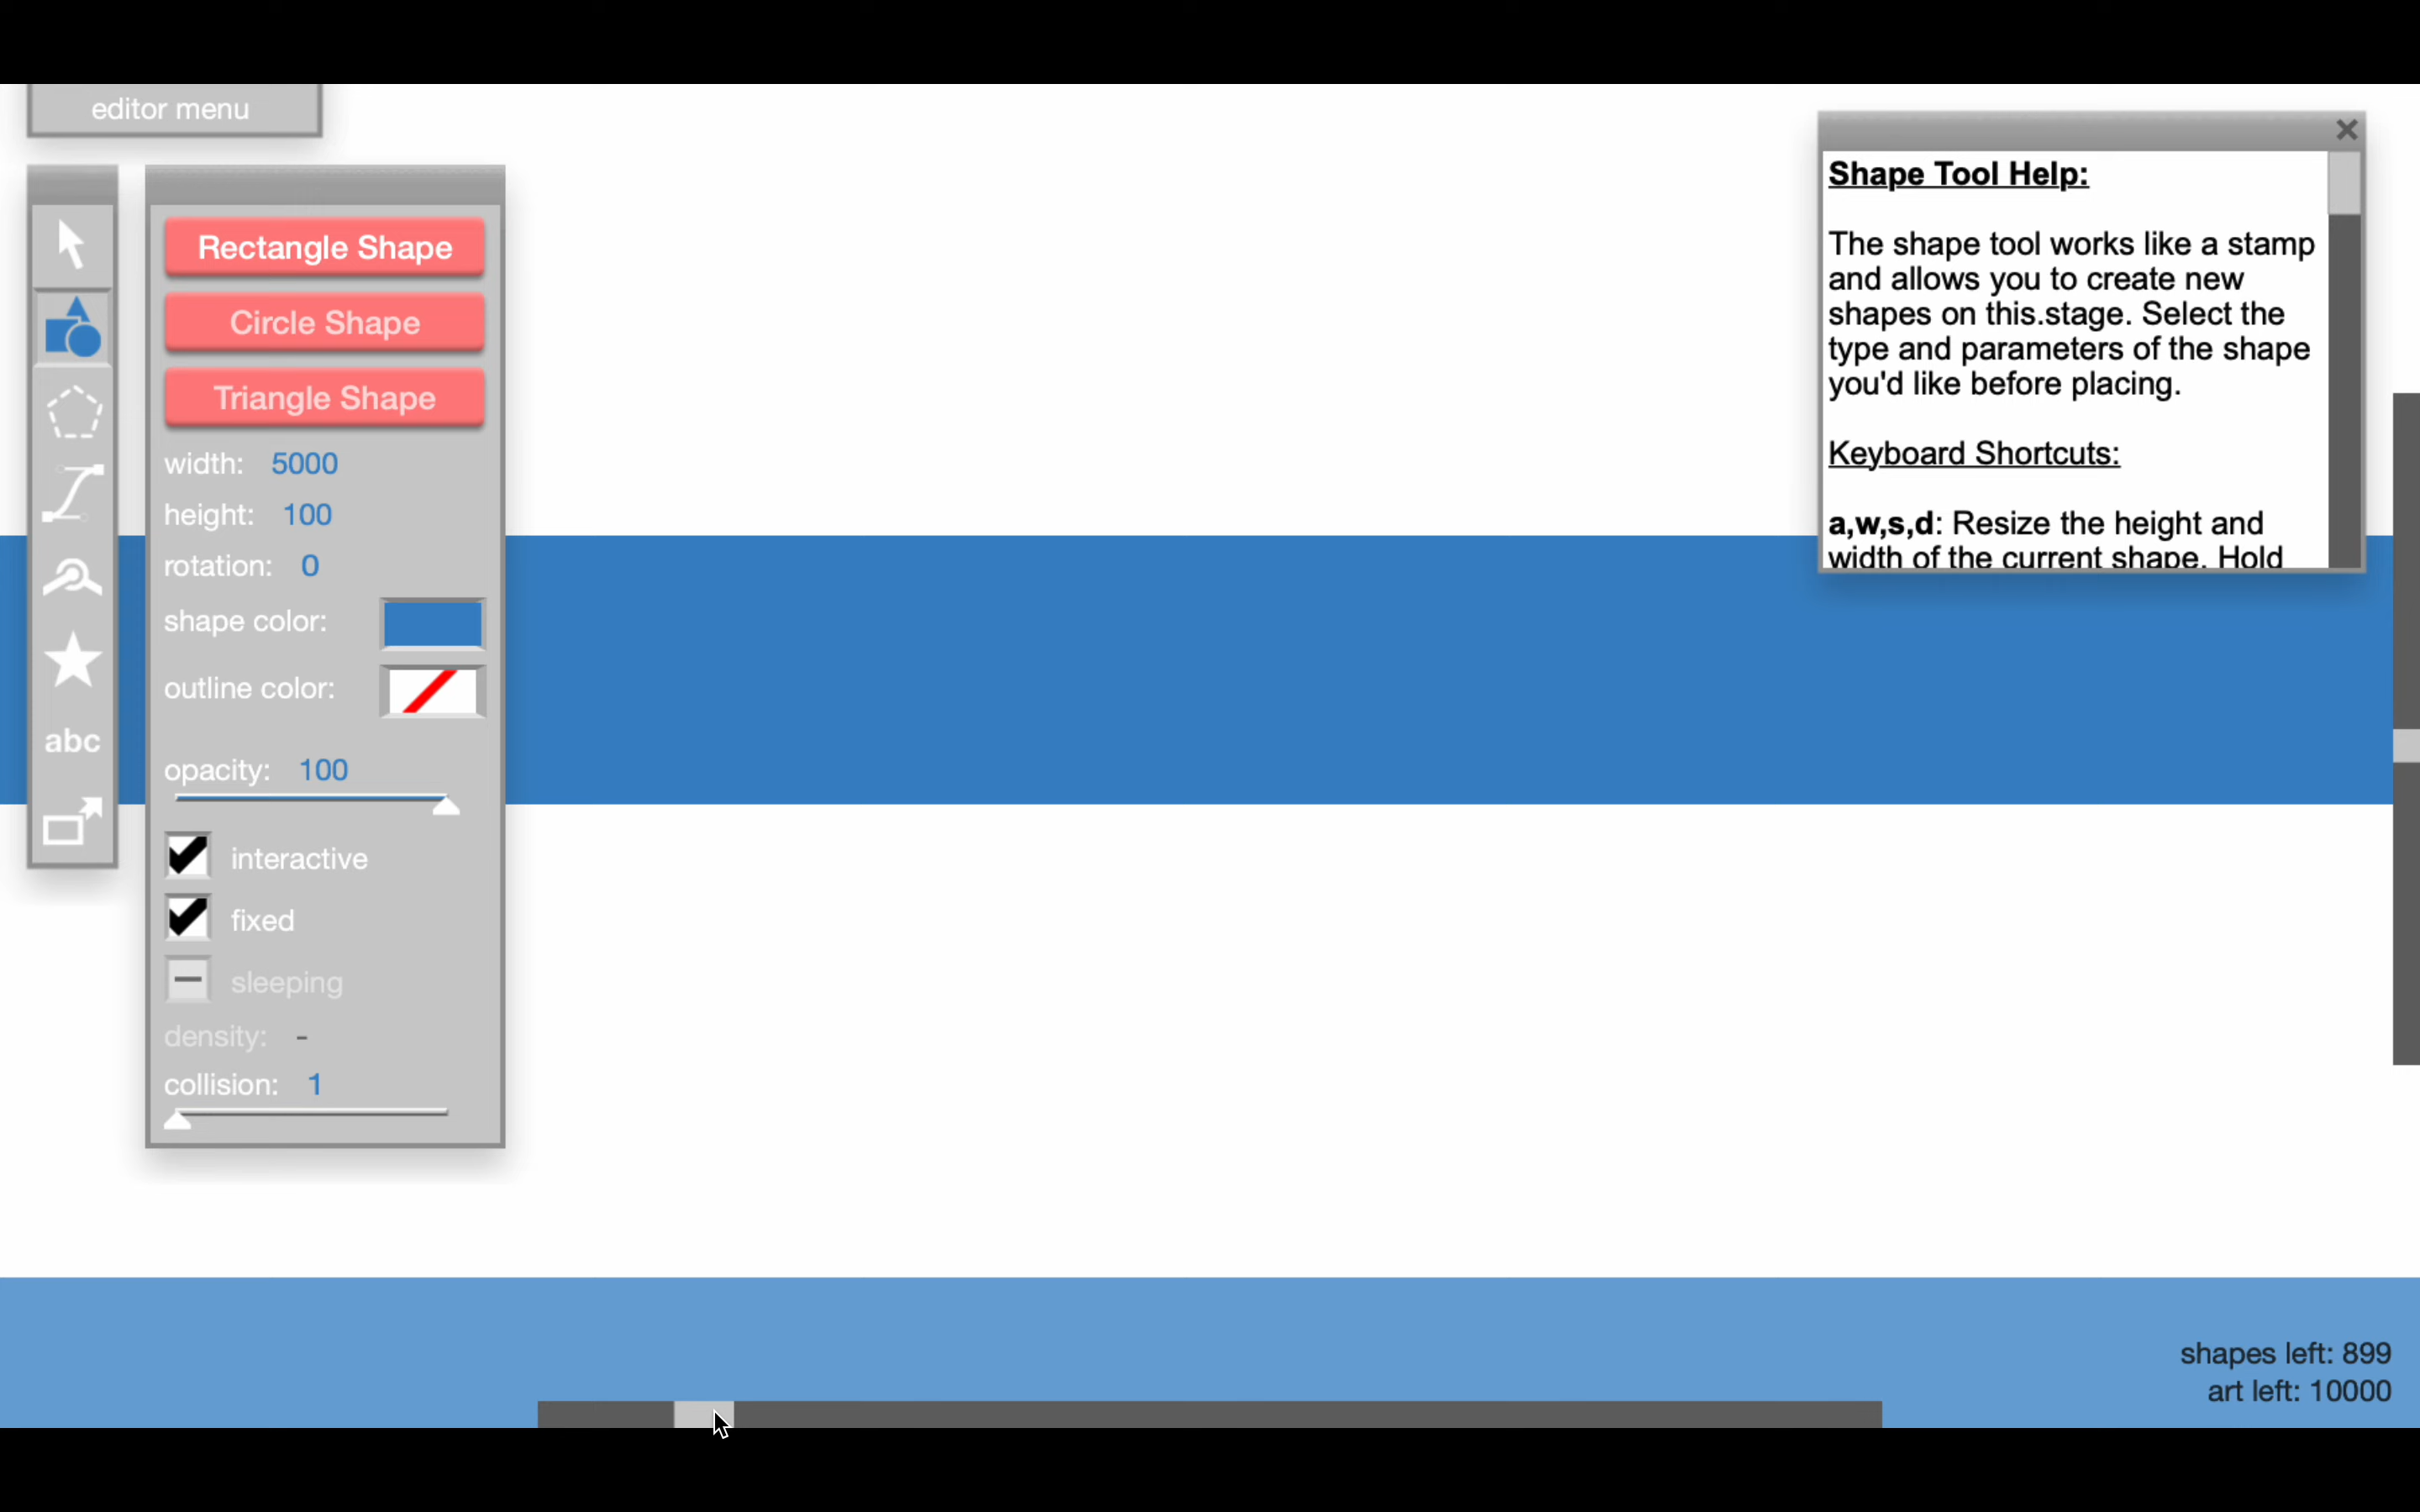 editor menu
Rectangle Shape
Circle Shape
Triangle Shape
width: 5000
height: 100
rotation: 0
shape color:
outline color:
abc
opacity: 100
interactive
fixed
sleeping
density: -
collision: 1
Shape Tool Help:
The shape tool works like a stamp
and allows you to create new
shapes on this.stage. Select the
type and parameters of the shape
you'd like before placing.
Keyboard Shortcuts:
a,w,s,d: Resize the height and
width of the current shape. Hold
shapes left: 899
art left: 10000